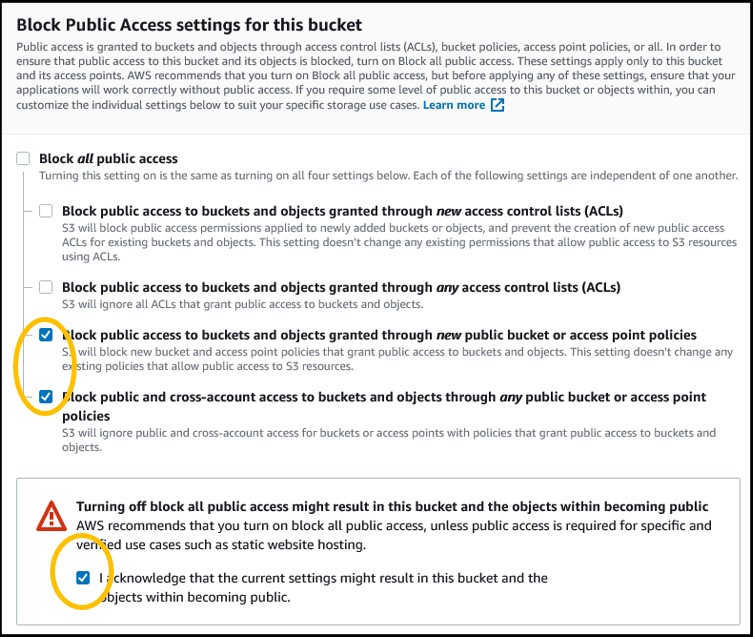 Block Public Access settings for this bucket
Public access is granted to buckets and objects through access control lists (ACLs), bucket policies, access point policies, or all. In order to
ensure that public access to this bucket and its objects is blocked, turn on Block all public access. These settings apply only to this bucket
and its access points. AWS recommends that you turn on Block all public access, but before applying any of these settings, ensure that your
applications will work correctly without public access. If you require some level of public access to this bucket or objects within, you can
customize the individual settings below to suit your specific storage use cases. Learn more
Block all public access
Turning this setting on is the same as turning on all four settings below. Each of the following settings are independent of one another.
Block public access to buckets and objects granted through new access control lists (ACLs)
S3 will block public access permissions applied to newly added buckets or objects, and prevent the creation of new public access
ACLs for existing buckets and objects. This setting doesn't change any existing permissions that allow public access to S3 resources
using ACLs.
Block public access to buckets and objects granted through any access control lists (ACLs)
S3 will ignore all ACLs that grant public access to buckets and objects.
Block public access to buckets and objects granted through new public bucket or access point policies
S3 will block new bucket and access point policies that grant public access to buckets and objects. This setting doesn't change any
existing policies that allow public access to S3 resources.
Block public and cross-account access to buckets and objects through any public bucket or access point
policies
S3 will ignore public and cross-account access for buckets or access points with policies that grant public access to buckets and
objects.
Turning off block all public access might result in this bucket and the objects within becoming public
AWS recommends that you turn on block all public access, unless public access is required for specific and
verified use cases such as static website hosting.
I acknowledge that the current settings might result in this bucket and the
objects within becoming public.